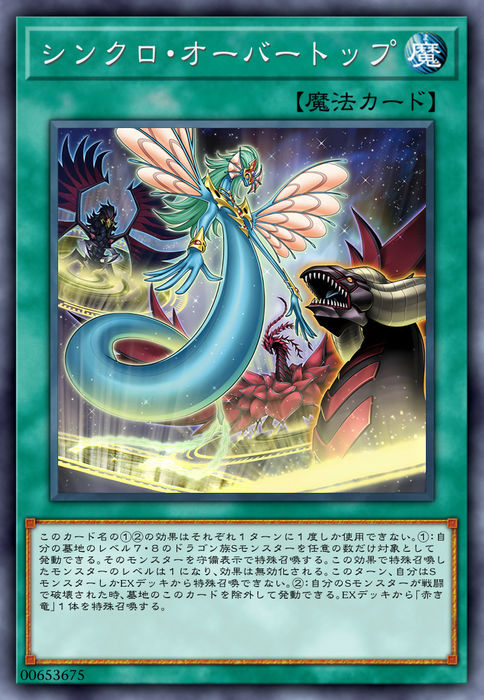 シンクロ・オーバートップ 魔
【魔法カード】
このカード名の①②の効果はそれぞれ1ターンに1度しか使用できない。①:自
分の墓地のレベル7・8のドラゴン族Sモンスターを任意の数だけ対象として
発動できる。そのモンスターを守備表示で特殊召喚する。この効果で特殊召喚し
たモンスターのレベルは1になり、効果は無効化される。このターン、自分はS
モンスターしかEXデッキから特殊召喚できない。②:自分のSモンスターが戦闘
で破壊された時、墓地のこのカードを除外して発動できる。EXデッキから「赤き
竜」1体を特殊召喚する。
00653675